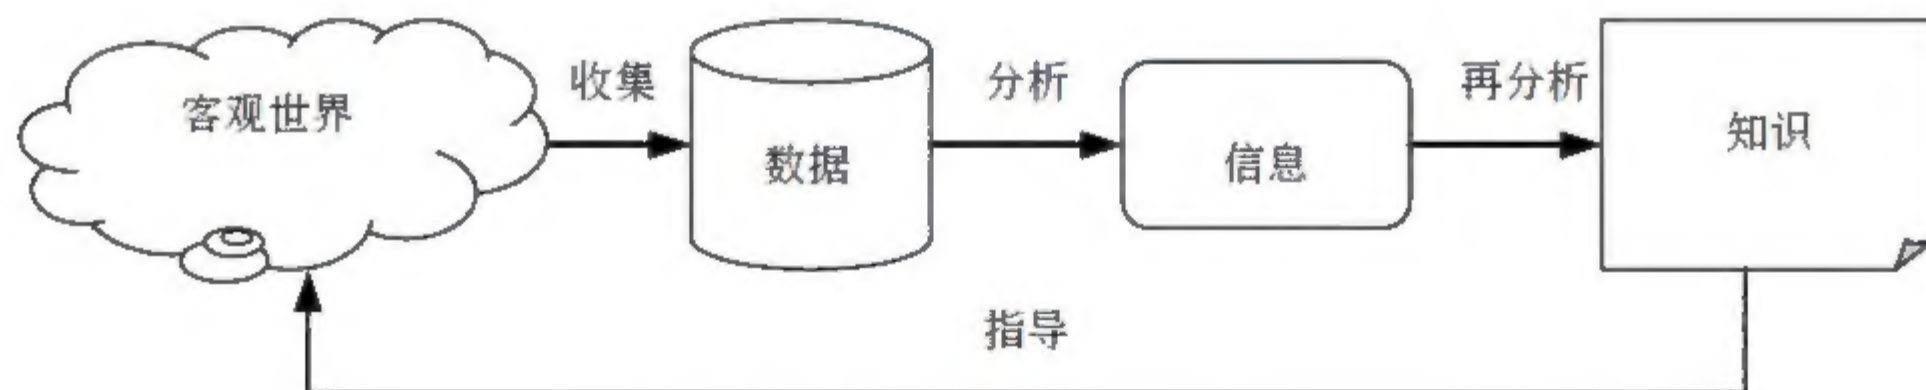 客观世界
收集
数据
分析
信息
再分析
知识
指导